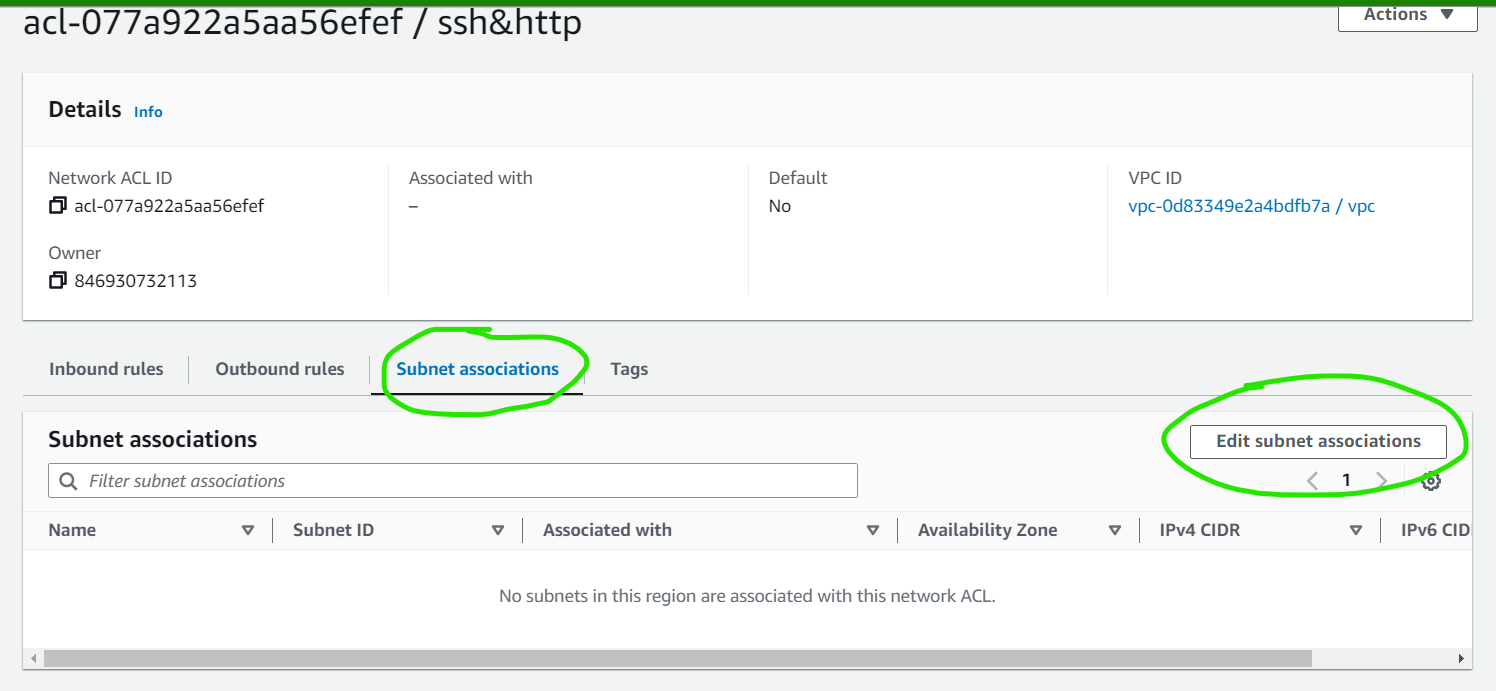 acl-077a922a5aa56efef / ssh&http
Actions
Details Info
Network ACL ID
acl-077a922a5aa56efef
Associated with
–
Default
No
VPC ID
vpc-0d83349e2a4bdfb7a / vpc
Owner
846930732113
Inbound rules
Outbound rules
Subnet associations
Tags
Subnet associations
Edit subnet associations
Filter subnet associations
1
Name
Subnet ID
Associated with
Availability Zone
IPv4 CIDR
IPv6 CID
No subnets in this region are associated with this network ACL.